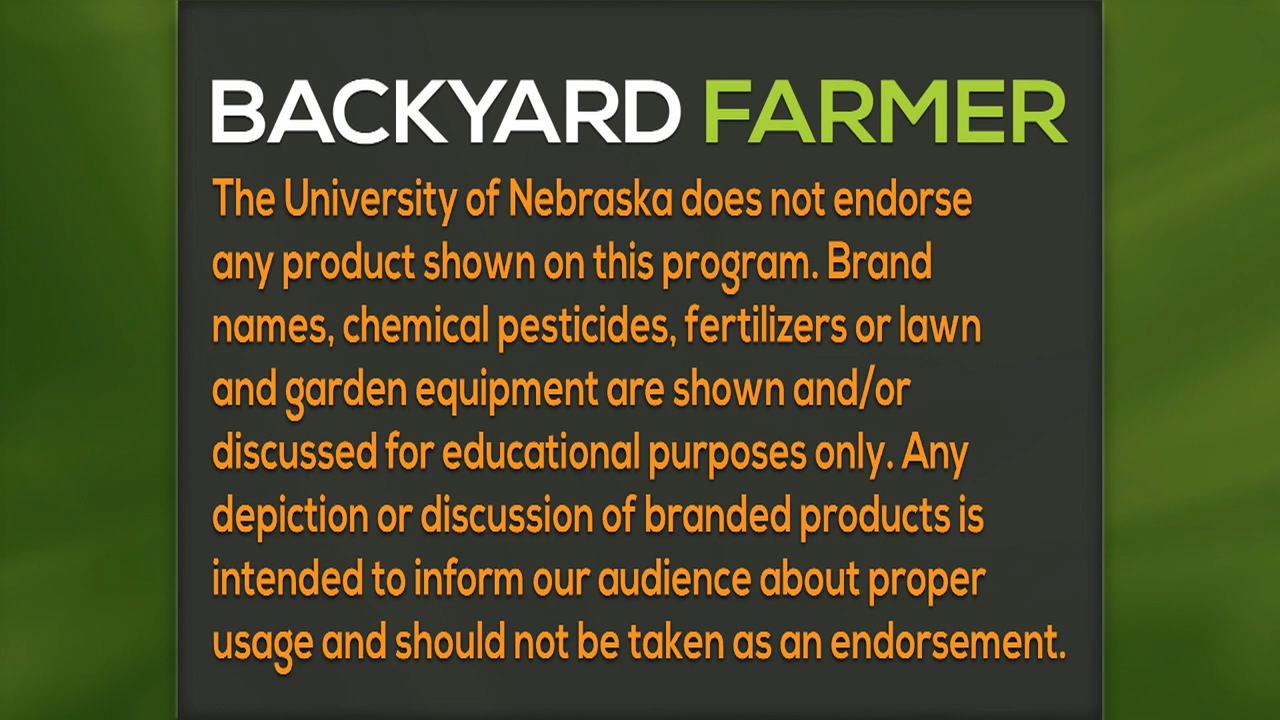 BACKYARD FARMER
The University of Nebraska does not endorse
any product shown on this program. Brand
names, chemical pesticides, fertilizers or lawn
and garden equipment are shown and/or
discussed for educational purposes only. Any
depiction or discussion of branded products is
intended to inform our audience about proper
usage and should not be taken as an endorsement.